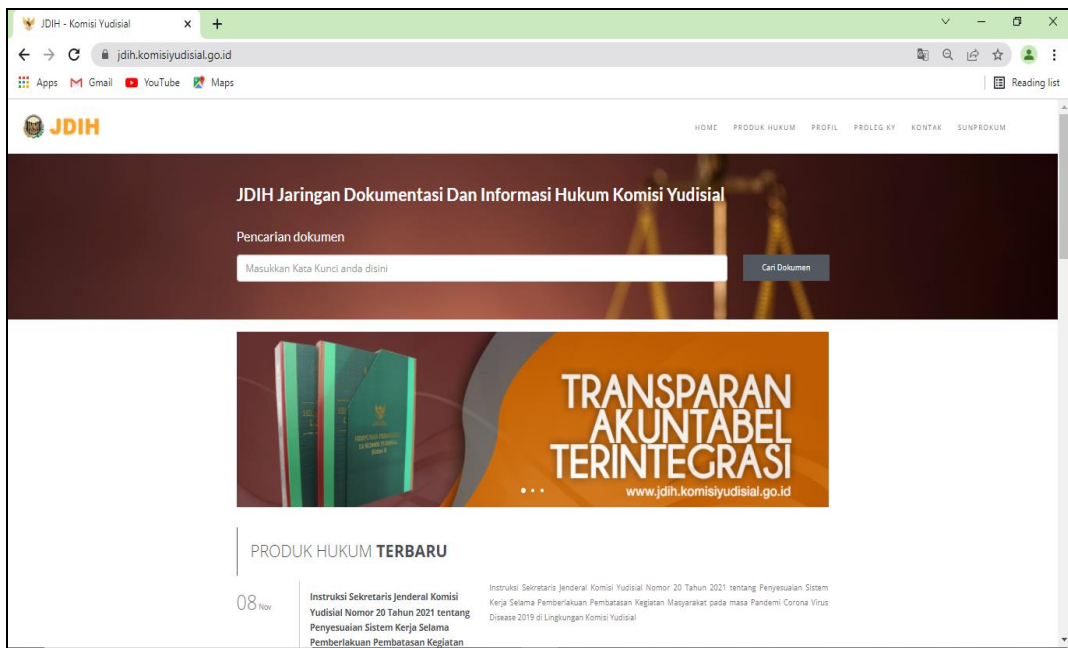 JDIH - Komisi Yudisial
jdih.komisiyudisial.go.id
Apps Gmail YouTube Maps Reading list
JDIH
HOME PRODUK HUKUM PROFIL PROLEG KY KONTAK SUNPROKUM
JDIH Jaringan Dokumentasi Dan Informasi Hukum Komisi Yudisial
Pencarian dokumen
Masukkan Kata Kunci anda disini
Cari Dokumen
TRANSPARAN
AKUNTABEL
TERINTEGRASI
www.jdih.komisiyudisial.go.id
PRODUK HUKUM TERBARU
08 Nov
Instruksi Sekretaris Jenderal Komisi
Yudisial Nomor 20 Tahun 2021 tentang
Penyesuaian Sistem Kerja Selama
Pemberlakuan Pembatasan Kegiatan
Instruksi Sekretaris Jenderal Komisi Yudisial Nomor 20 Tahun 2021 tentang Penyesuaian Sistem
Kerja Selama Pemberlakuan Pembatasan Kegiatan Masyarakat pada masa Pandemi Corona Virus
Disease 2019 di Lingkungan Komisi Yudisial